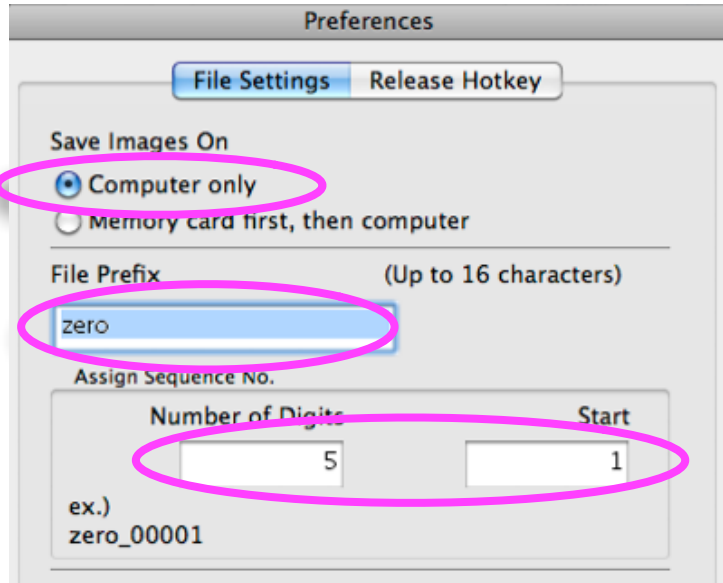 Preferences
File Settings Release Hotkey
Save Images On
Computer only
Memory card first, then computer
File Prefix (Up to 16 characters)
zero
Assign Sequence No.
Number of Digits Start
5 1
ex.)
zero_00001